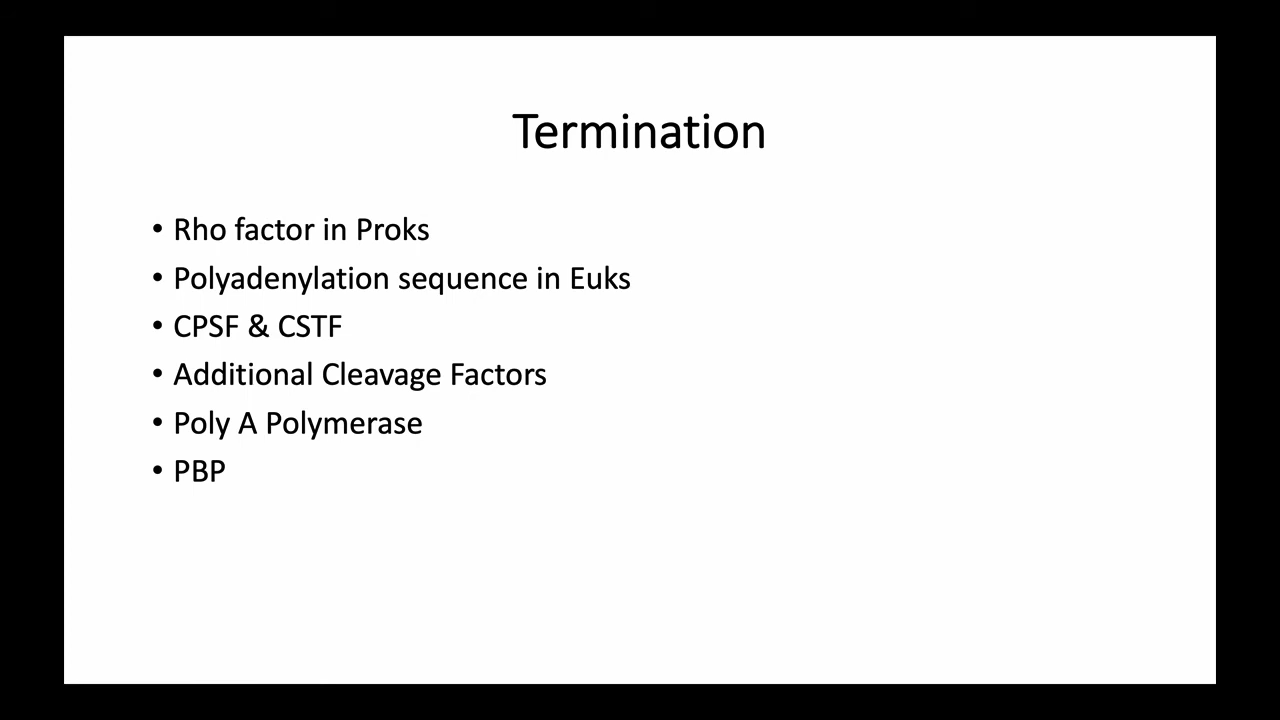 Termination
• Rho factor in Proks
• Polyadenylation sequence in Euks
• CPSF & CSTF
• Additional Cleavage Factors
• Poly A Polymerase
• PBP